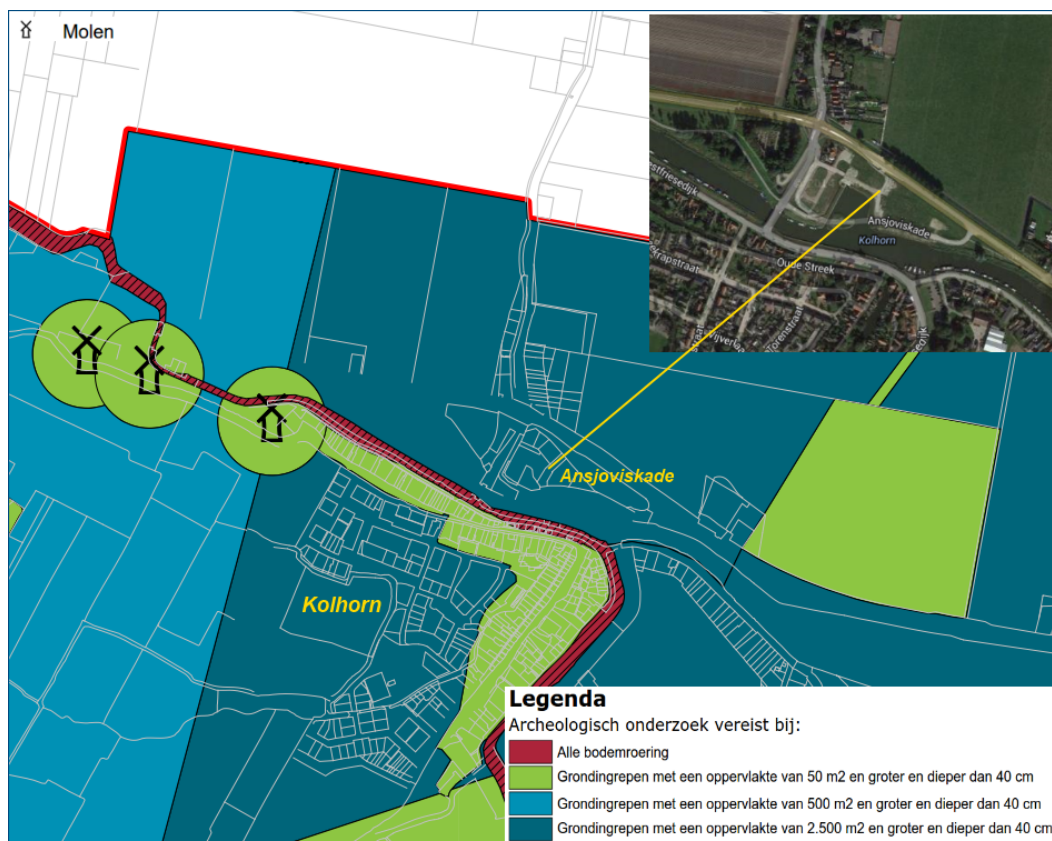 Molen
stfriesedijk
Ansjoviskade
Kolhorn
Oude Streek
krapstraat
Torenstraat
Ansjoviskade
Kolhorn
Legenda
Archeologisch onderzoek vereist bij:
Alle bodemroering
Grondingrepen met een oppervlakte van 50 m2 en groter en dieper dan 40 cm
Grondingrepen met een oppervlakte van 500 m2 en groter en dieper dan 40 cm
Grondingrepen met een oppervlakte van 2.500 m2 en groter en dieper dan 40 cm